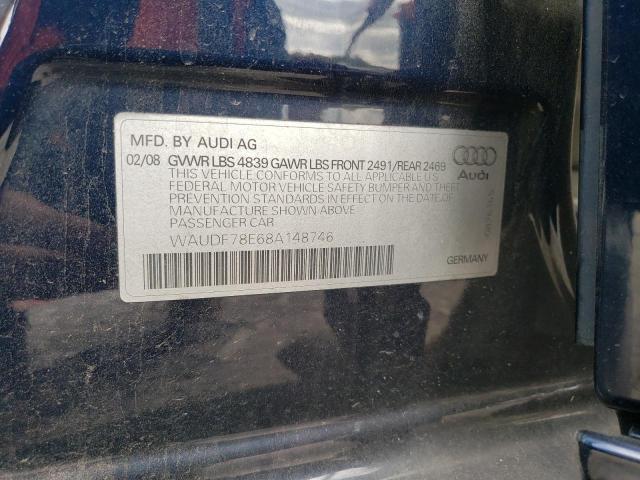 MFD. BY AUDI AG
02/08 GVWR LBS 4839 GAWR LBS FRONT 2491/REAR 2469
THIS VEHICLE CONFORMS TO ALL APPLICABLE U.S.
FEDERAL MOTOR VEHICLE SAFETY BUMPER AND THEFT
PREVENTION STANDARDS IN EFFECT ON THE DATE OF
MANUFACTURE SHOWN ABOVE
PASSENGER CAR
WAUDF78E68A148746
Audi
GERMANY